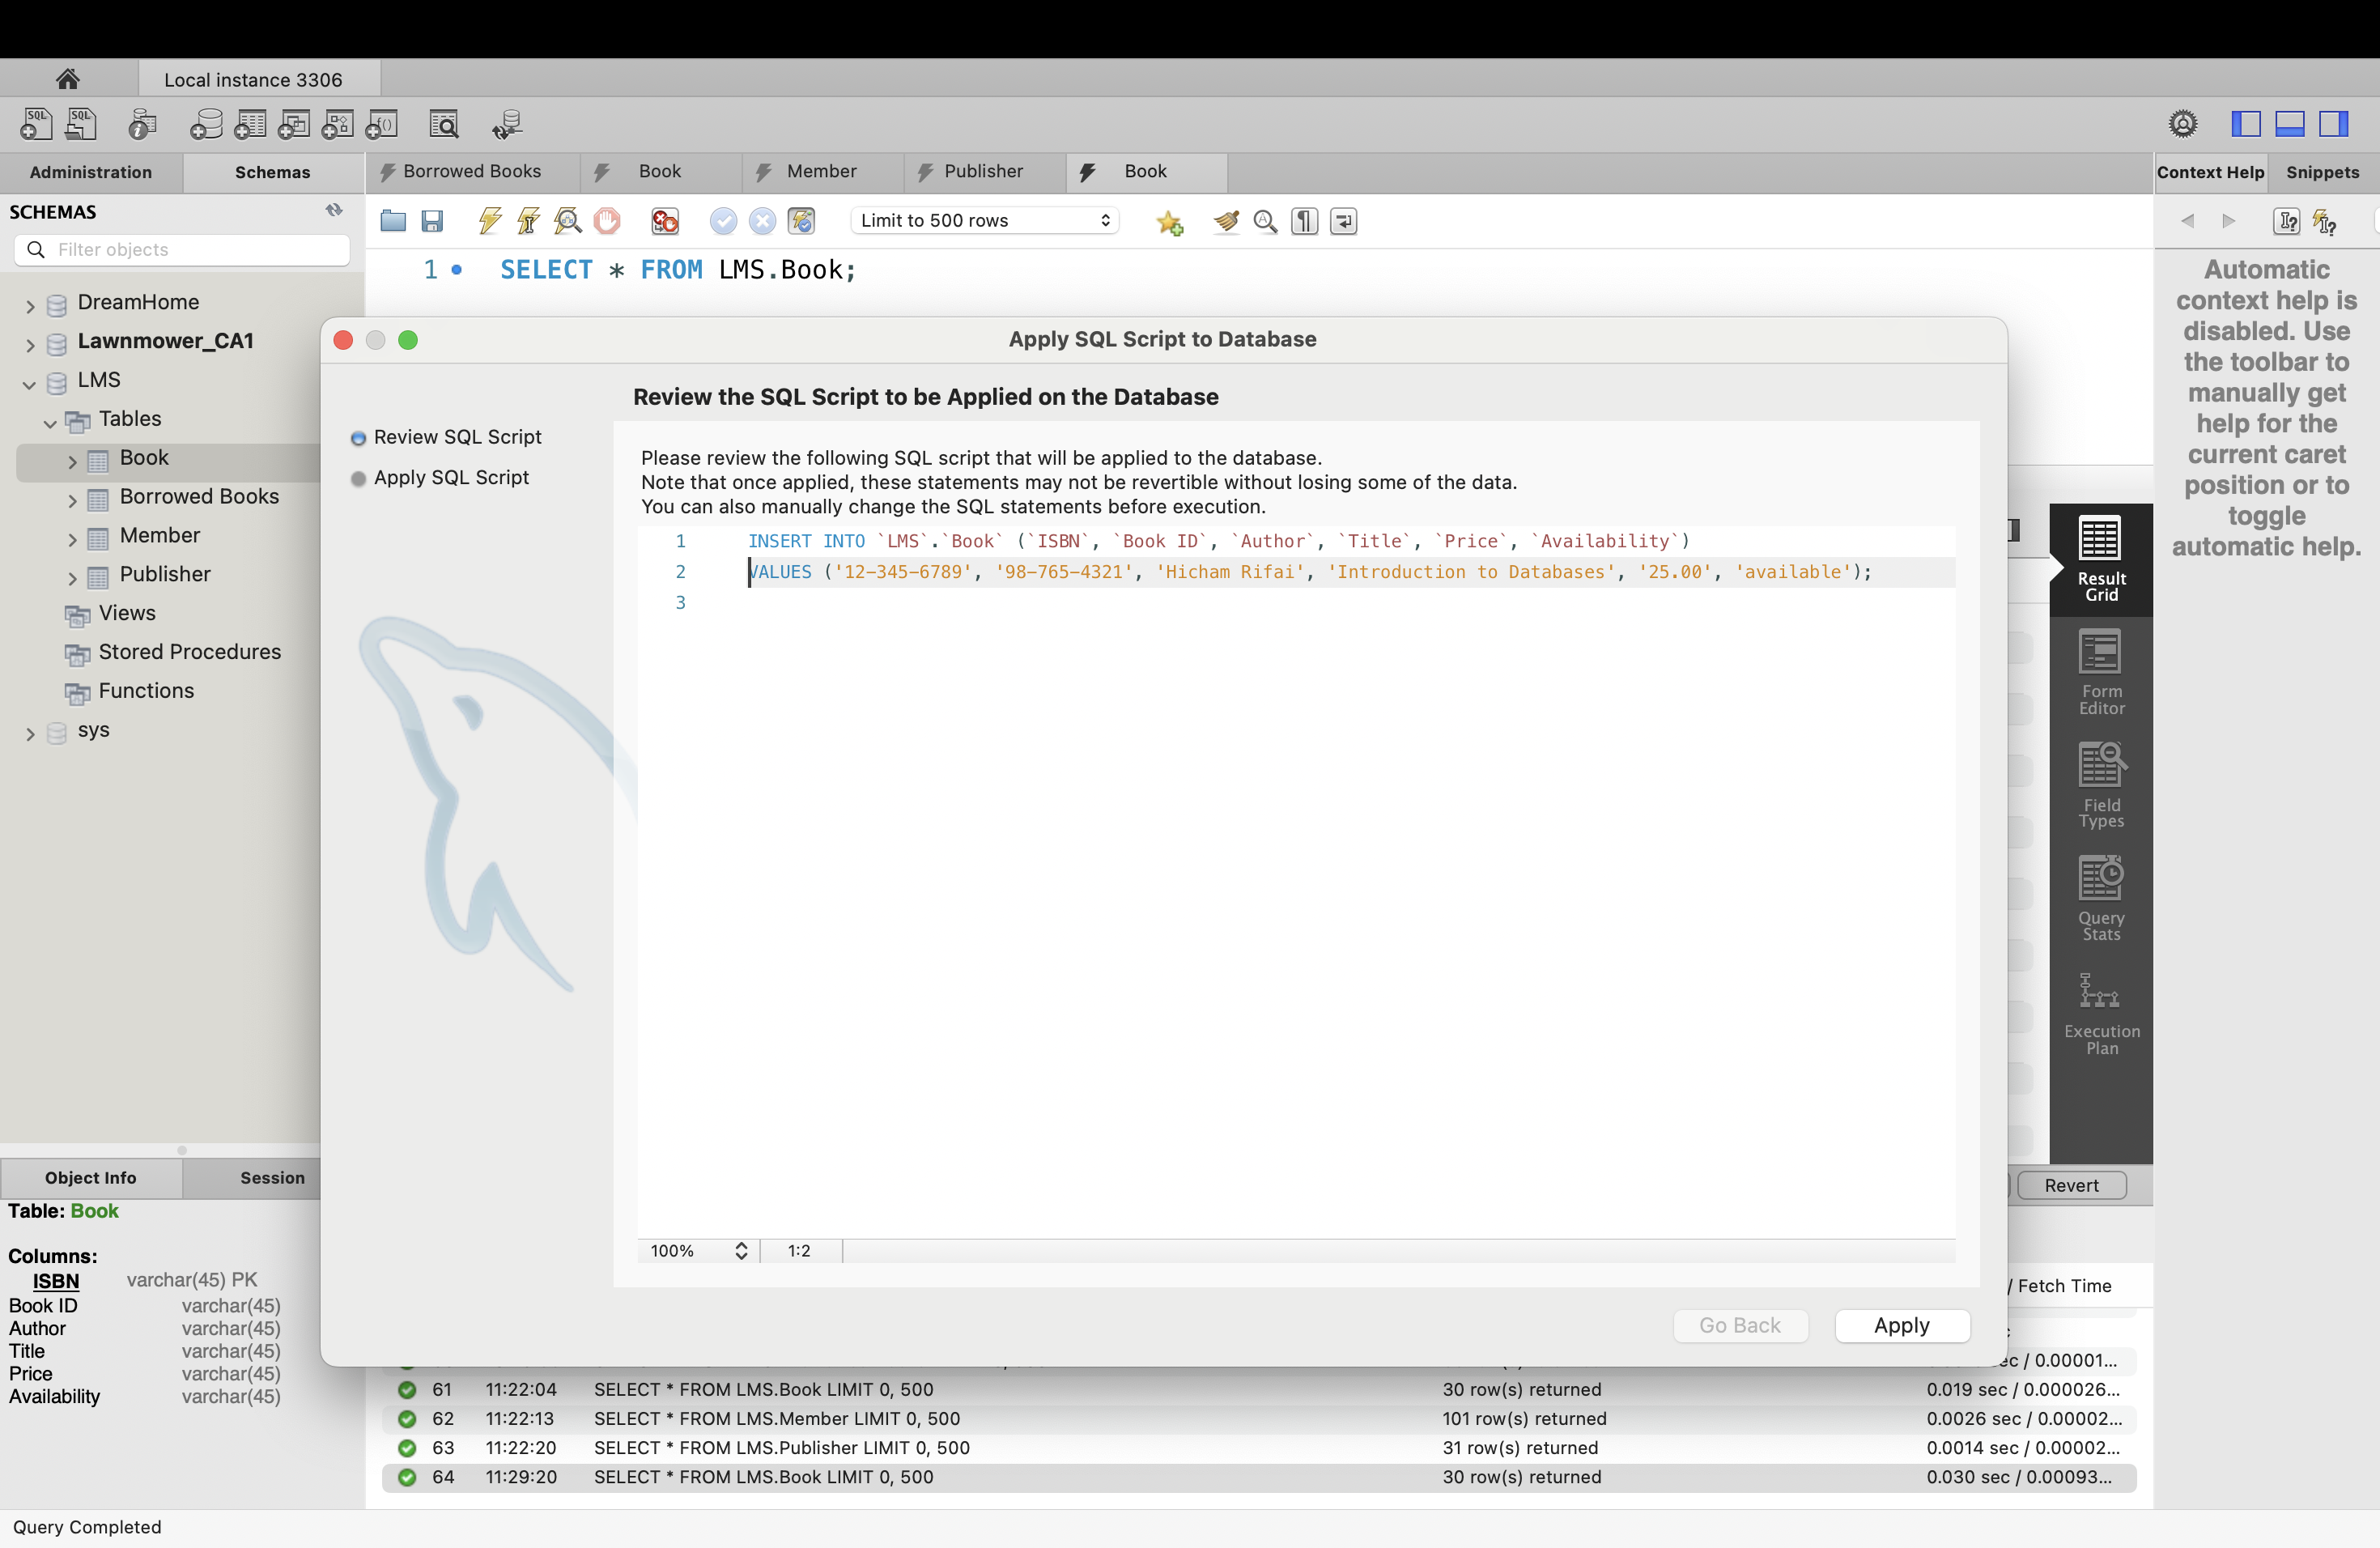 Local instance 3306
Administration
Schemas
Borrowed Books
Book
Member
Publisher
Book
Context Help
Snippets
SCHEMAS
Filter objects
Limit to 500 rows
1 SELECT * FROM LMS.Book;
DreamHome
Lawnmower_CA1
LMS
Tables
Book
Borrowed Books
Member
Publisher
Views
Stored Procedures
Functions
sys
Automatic
context help is
disabled. Use
the toolbar to
manually get
help for the
current caret
position or to
toggle
automatic help.
Apply SQL Script to Database
Review the SQL Script to be Applied on the Database
Review SQL Script
Apply SQL Script
Please review the following SQL script that will be applied to the database.
Note that once applied, these statements may not be revertible without losing some of the data.
You can also manually change the SQL statements before execution.
1 INSERT INTO `LMS`.`Book` (`ISBN`, `Book ID`, `Author`, `Title`, `Price`, `Availability`)
2 VALUES ('12-345-6789', '98-765-4321', 'Hicham Rifai', 'Introduction to Databases', '25.00', 'available');
3
100% 1:2
Go Back
Apply
Result
Grid
Form
Editor
Field
Types
Query
Stats
Execution
Plan
Revert
Object Info
Session
Table: Book
Columns:
ISBN varchar(45) PK
Book ID varchar(45)
Author varchar(45)
Title varchar(45)
Price varchar(45)
Availability varchar(45)
/ Fetch Time
/ 0.00001...
61 11:22:04 SELECT * FROM LMS.Book LIMIT 0, 500 30 row(s) returned 0.019 sec / 0.000026...
62 11:22:13 SELECT * FROM LMS.Member LIMIT 0, 500 101 row(s) returned 0.0026 sec / 0.00002...
63 11:22:20 SELECT * FROM LMS.Publisher LIMIT 0, 500 31 row(s) returned 0.0014 sec / 0.00002...
64 11:29:20 SELECT * FROM LMS.Book LIMIT 0, 500 30 row(s) returned 0.030 sec / 0.00093...
Query Completed